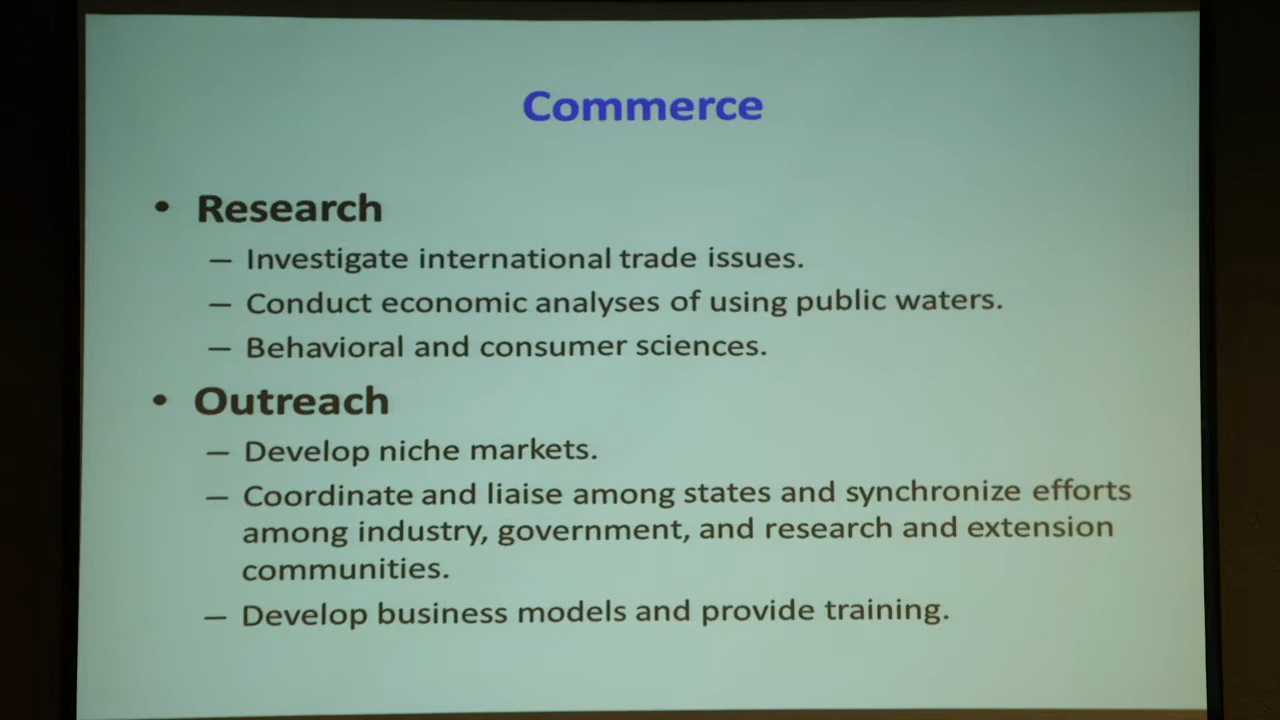 Commerce
• Research
– Investigate international trade issues.
– Conduct economic analyses of using public waters.
– Behavioral and consumer sciences.
• Outreach
– Develop niche markets.
– Coordinate and liaise among states and synchronize efforts
among industry, government, and research and extension
communities.
– Develop business models and provide training.